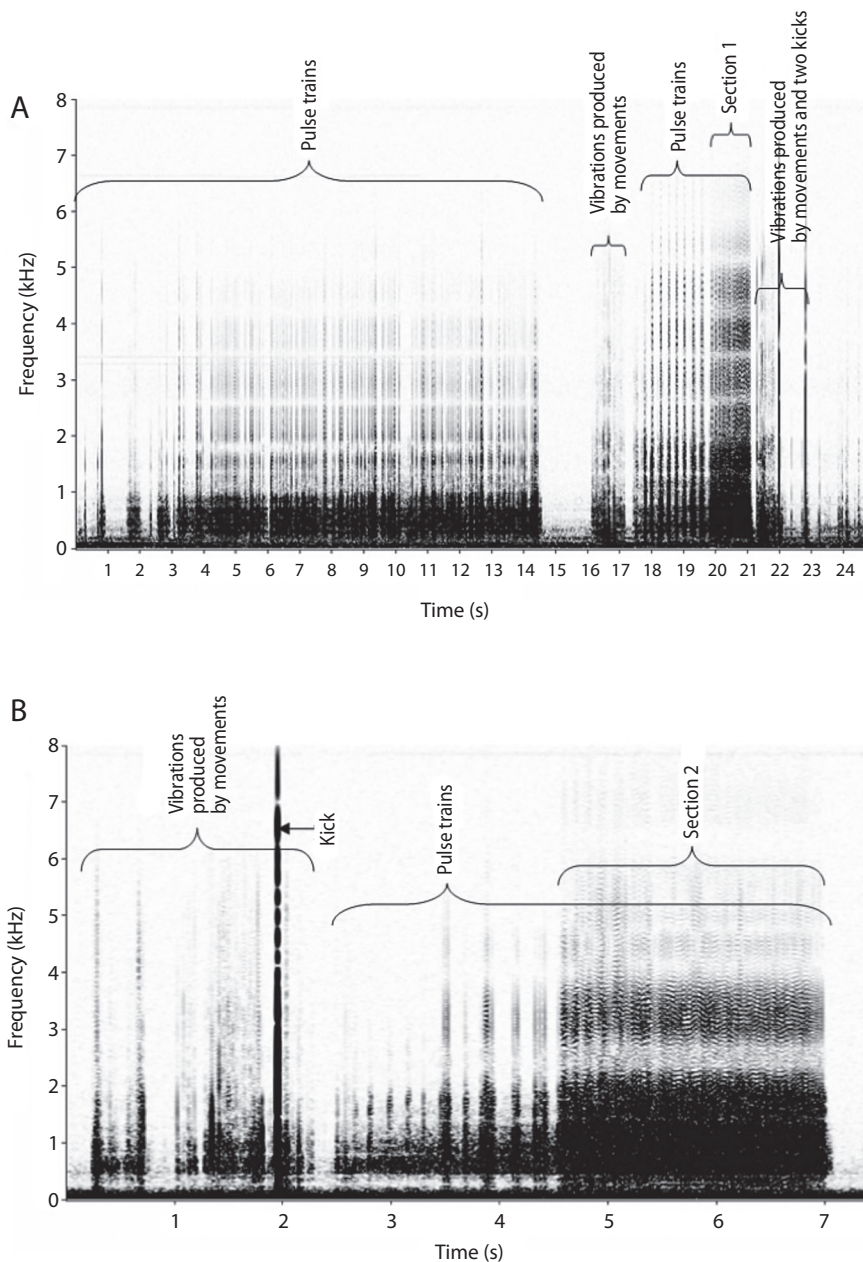 A
Pulse trains
Vibrations produced
by movements
Pulse trains
Section 1
Vibrations produced
by movements and two kicks
Frequency (kHz)
8
7
6
5
4
3
2
1
0
1 2 3 4 5 6 7 8 9 10 11 12 13 14 15 16 17 18 19 20 21 22 23 24
Time (s)
B
Vibrations
produced
by movements
Kick
Pulse trains
Section 2
Frequency (kHz)
8
7
6
5
4
3
2
1
0
1 2 3 4 5 6 7
Time (s)